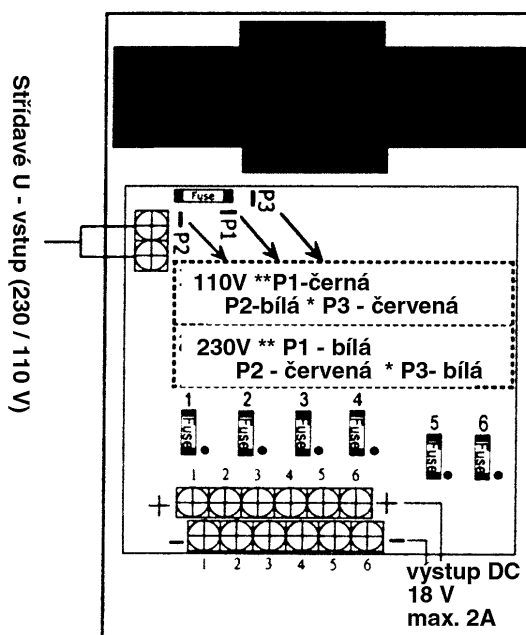 Střídavé U - vstup (230 / 110 V)
Fuse
P2
P1
P3
110V **P1-černá
P2-bílá * P3 - červená
230V ** P1 - bílá
P2 - červená * P3- bílá
1 2 3 4 5 6
Fuse Fuse Fuse Fuse Fuse Fuse
1 2 3 4 5 6
+ +
- -
1 2 3 4 5 6
výstup DC
18 V
max. 2A